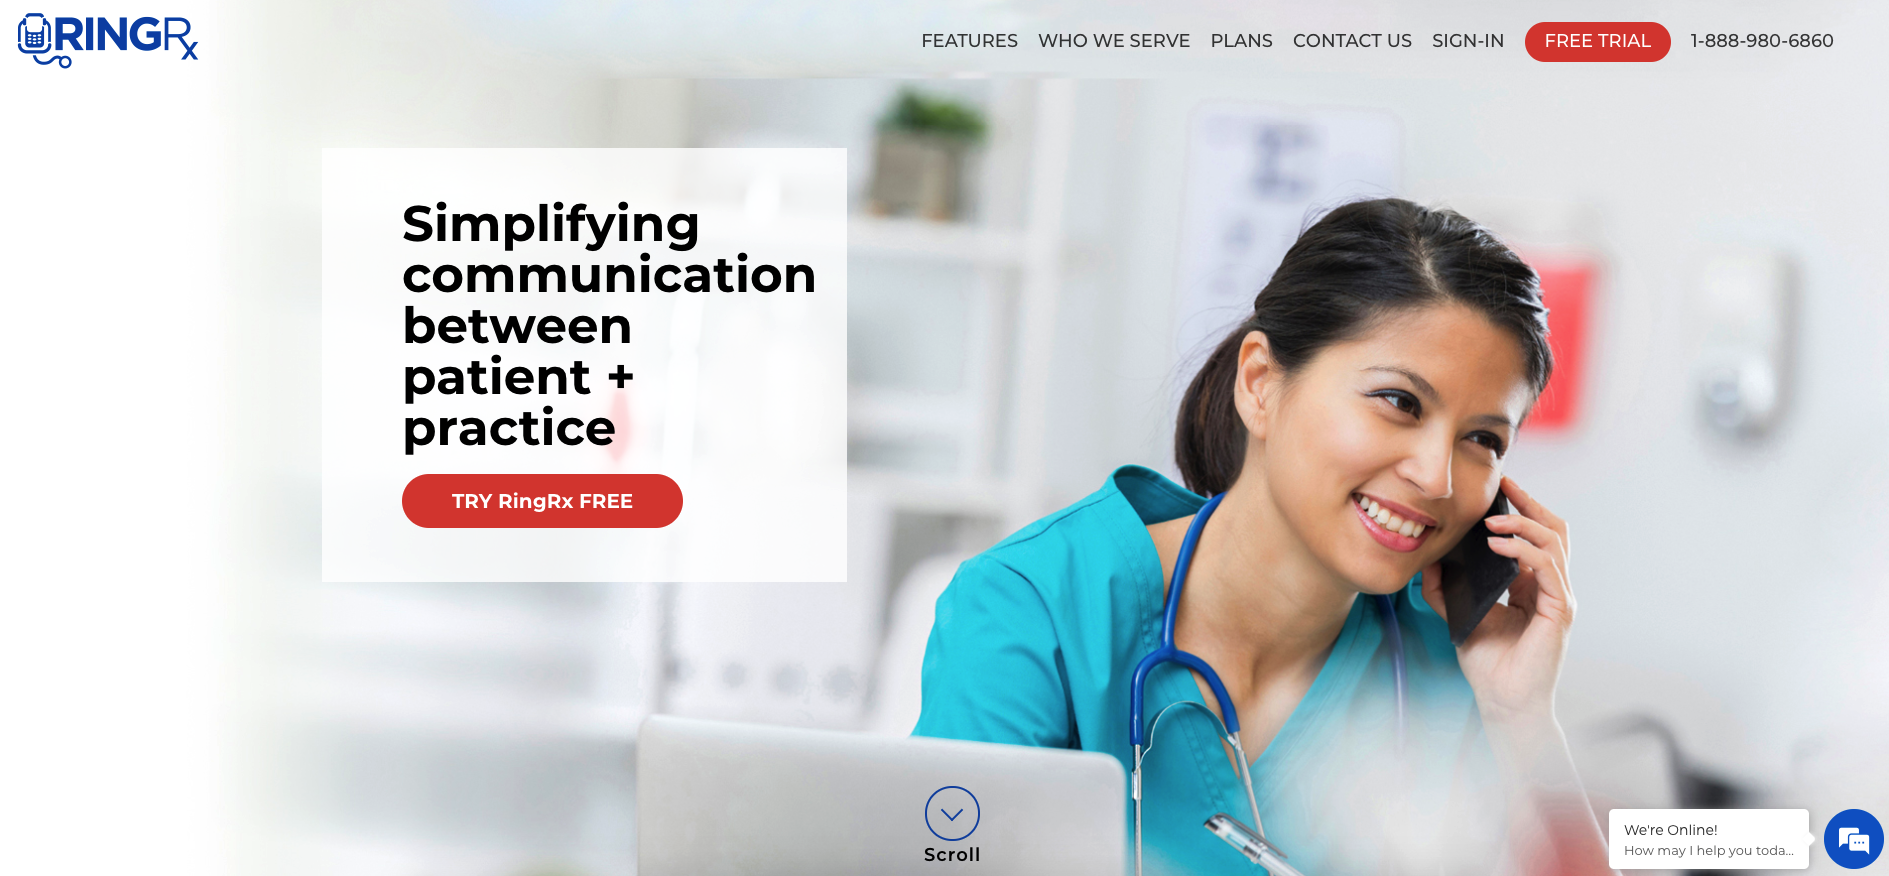 RINGRx
FEATURES WHO WE SERVE PLANS CONTACT US SIGN-IN FREE TRIAL 1-888-980-6860
Simplifying
communication
between
patient +
practice
TRY RingRx FREE
Scroll
We're Online!
How may I help you toda...